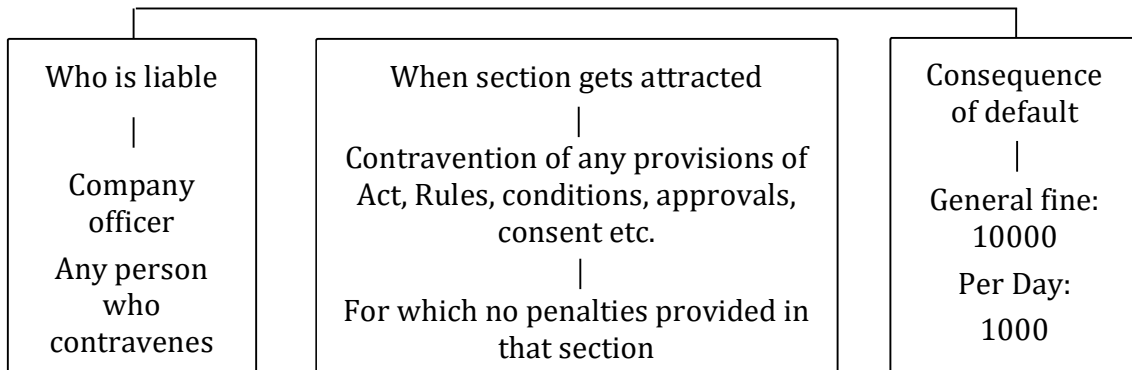 Who is liable
Company
officer
Any person
who
contravenes
When section gets attracted
Contravention of any provisions of
Act, Rules, conditions, approvals,
consent etc.
For which no penalties provided in
that section
Consequence
of default
General fine:
10000
Per Day:
1000